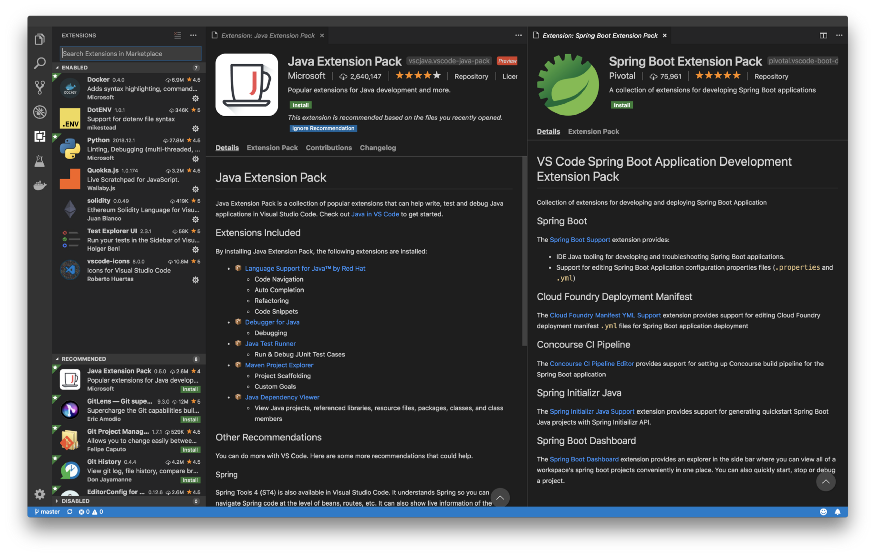 EXTENSIONS
Search Extensions in Marketplace
ENABLED 7
Docker 0.4.0 6.9M 4.5
Adds syntax highlighting, command...
Microsoft
DotENV 1.0.1 346K 5
Support for dotenv file syntax
mikestead
Python 2018.12.1 27.8M 4.5
Linting, Debugging (multi-threaded, ...
Microsoft
Quokka.js 1.0.174 3.2M 4.5
Live Scratchpad for JavaScript.
Wallaby.js
solidity 0.0.49 419K 5
Ethereum Solidity Language for Visu...
Juan Blanco
Test Explorer UI 2.3.1 58K 5
Run your tests in the Sidebar of Visu...
Holger Benl
vscode-icons 8.0.0 10.8M 5
Icons for Visual Studio Code
Roberto Huertas
RECOMMENDED 8
Java Extension Pack 0.5.0 2.6M 4
Popular extensions for Java develop...
Microsoft Install
GitLens — Git supe... 9.3.0 12M 5
Supercharge the Git capabilities buil...
Eric Amodio Install
Git Project Manag... 1.7.1 529K 4.5
Allows you to change easily betwee...
Felipe Caputo Install
Git History 0.4.4 4.2M 4.5
View git log, file history, compare br...
Don Jayamanne Install
EditorConfig for ... 0.12.6 2.6M 4.5
DISABLED 0
master 0 0
Extension: Java Extension Pack
Java Extension Pack vscjava.vscode-java-pack Preview
Microsoft 2,640,147 Repository Licen
Popular extensions for Java development and more.
Install
This extension is recommended based on the files you recently opened.
Ignore Recommendation
Details Extension Pack Contributions Changelog
Java Extension Pack
Java Extension Pack is a collection of popular extensions that can help write, test and debug Java
applications in Visual Studio Code. Check out Java in VS Code to get started.
Extensions Included
By installing Java Extension Pack, the following extensions are installed:
Language Support for Java™ by Red Hat
Code Navigation
Auto Completion
Refactoring
Code Snippets
Debugger for Java
Debugging
Java Test Runner
Run & Debug JUnit Test Cases
Maven Project Explorer
Project Scaffolding
Custom Goals
Java Dependency Viewer
View Java projects, referenced libraries, resource files, packages, classes, and class
members
Other Recommendations
You can do more with VS Code. Here are some more recommendations that could help.
Spring
Spring Tools 4 (ST4) is also available in Visual Studio Code. It understands Spring so you can
navigate Spring code at the level of beans, routes, etc. It can also show live information of the
Extension: Spring Boot Extension Pack
Spring Boot Extension Pack pivotal.vscode-boot-d
Pivotal 75,961 Repository
A collection of extensions for developing Spring Boot applications
Install
Details Extension Pack
VS Code Spring Boot Application Development
Extension Pack
Collection of extensions for developing and deploying Spring Boot Application
Spring Boot
The Spring Boot Support extension provides:
IDE Java tooling for developing and troubleshooting Spring Boot applications.
Support for editing Spring Boot Application configuration properties files (.properties and
.yml)
Cloud Foundry Deployment Manifest
The Cloud Foundry Manifest YML Support extension provides support for editing Cloud Foundry
deployment manifest .yml files for Spring Boot application deployment
Concourse CI Pipeline
The Concourse CI Pipeline Editor provides support for setting up Concourse build pipeline for the
Spring Boot application
Spring Initializr Java
The Spring Initializr Java Support extension provides support for generating quickstart Spring Boot
Java projects with Spring Initializr API.
Spring Boot Dashboard
The Spring Boot Dashboard extension provides an explorer in the side bar where you can view all of a
workspace's spring boot projects conveniently in one place. You can also quickly start, stop or debug
a project.